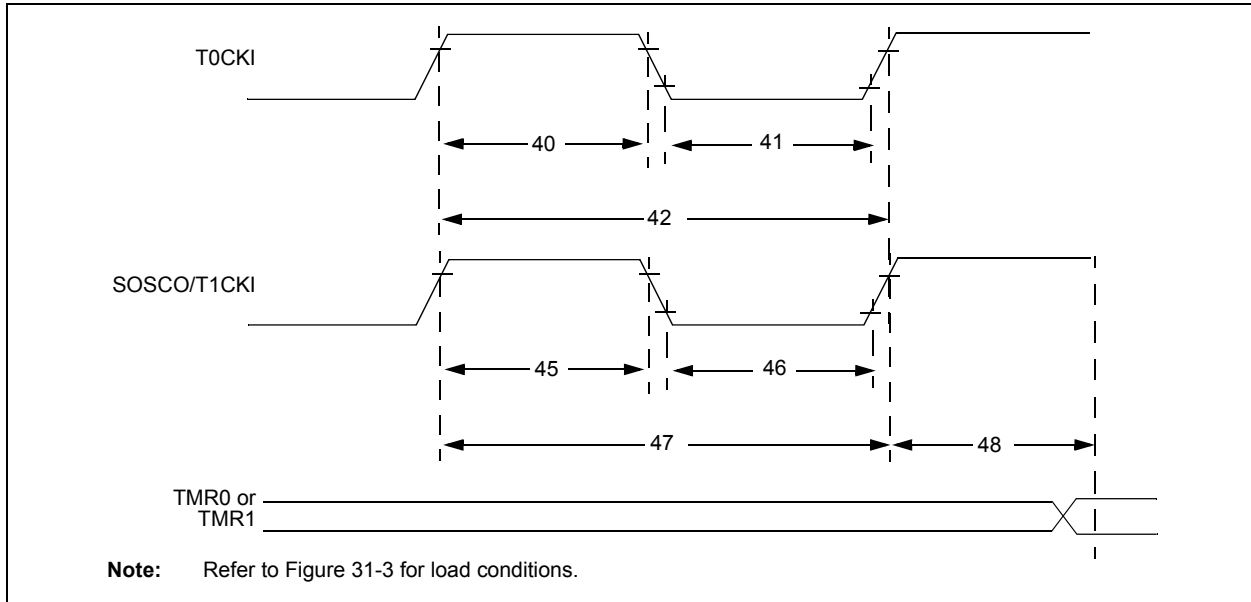 T0CKI
40
41
42
SOSCO/T1CKI
45
46
47
48
TMR0 or
TMR1
Note: Refer to Figure 31-3 for load conditions.